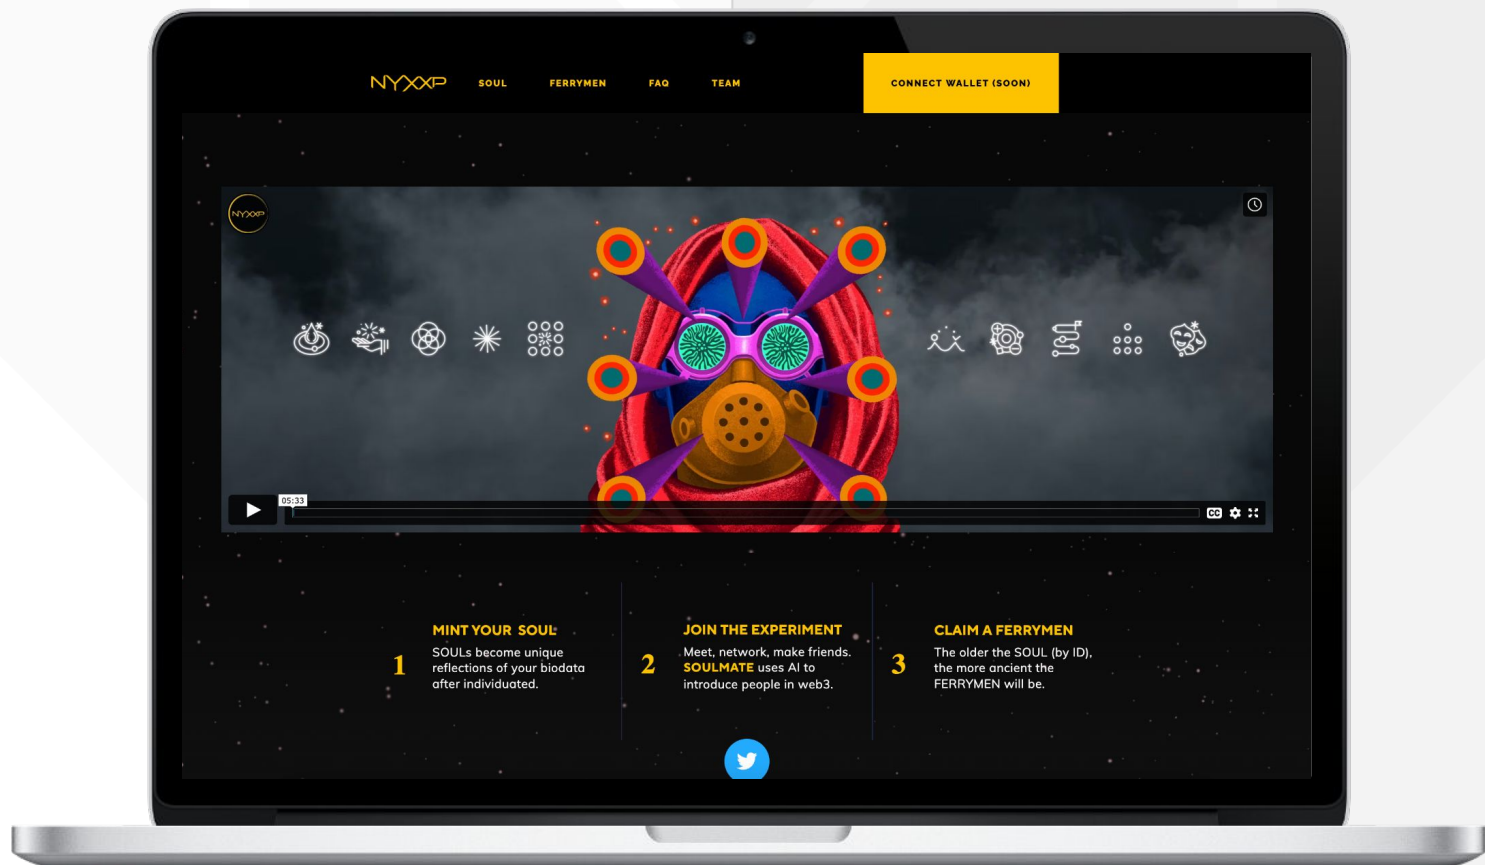 NYXXP SOUL FERRYMEN FAQ TEAM CONNECT WALLET (SOON)
NYXXP
05:33
CC
MINT YOUR SOUL
1
SOULs become unique
reflections of your biodata
after individuated.
JOIN THE EXPERIMENT
2
Meet, network, make friends.
SOULMATE uses AI to
introduce people in web3.
CLAIM A FERRYMEN
3
The older the SOUL (by ID),
the more ancient the
FERRYMEN will be.